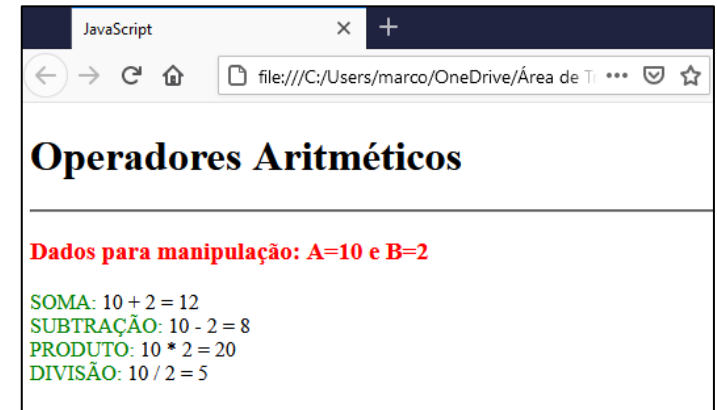 JavaScript
file:///C:/Users/marco/OneDrive/Área de
Operadores Aritméticos
Dados para manipulação: A=10 e B=2
SOMA: 10 + 2 = 12
SUBTRAÇÃO: 10 - 2 = 8
PRODUTO: 10 * 2 = 20
DIVISÃO: 10 / 2 = 5